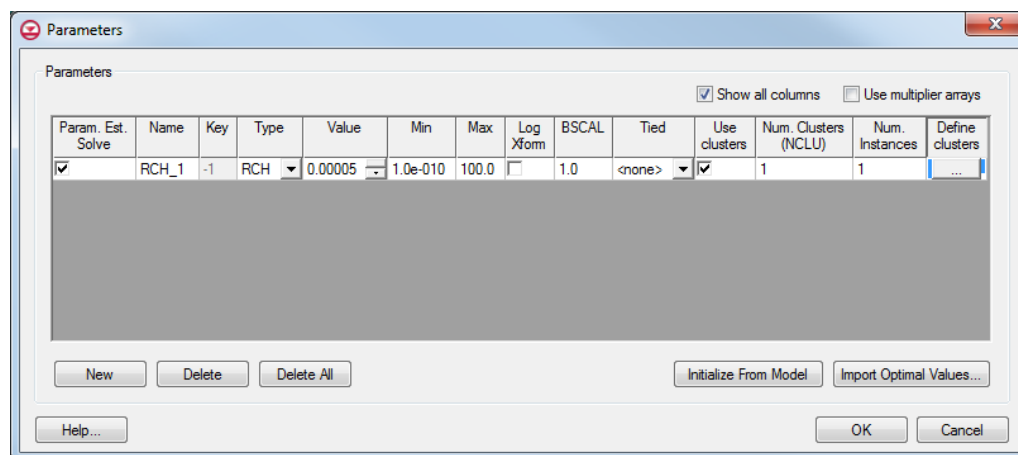 Parameters
Parameters
Show all columns Use multiplier arrays
Param. Est. Solve Name Key Type Value Min Max Log Xform BSCAL Tied Use clusters Num. Clusters (NCLU) Num. Instances Define clusters
RCH_1 -1 RCH 0.00005 1.0e-010 100.0 1.0 <none> 1 1 ...
New Delete Delete All Initialize From Model Import Optimal Values...
Help... OK Cancel